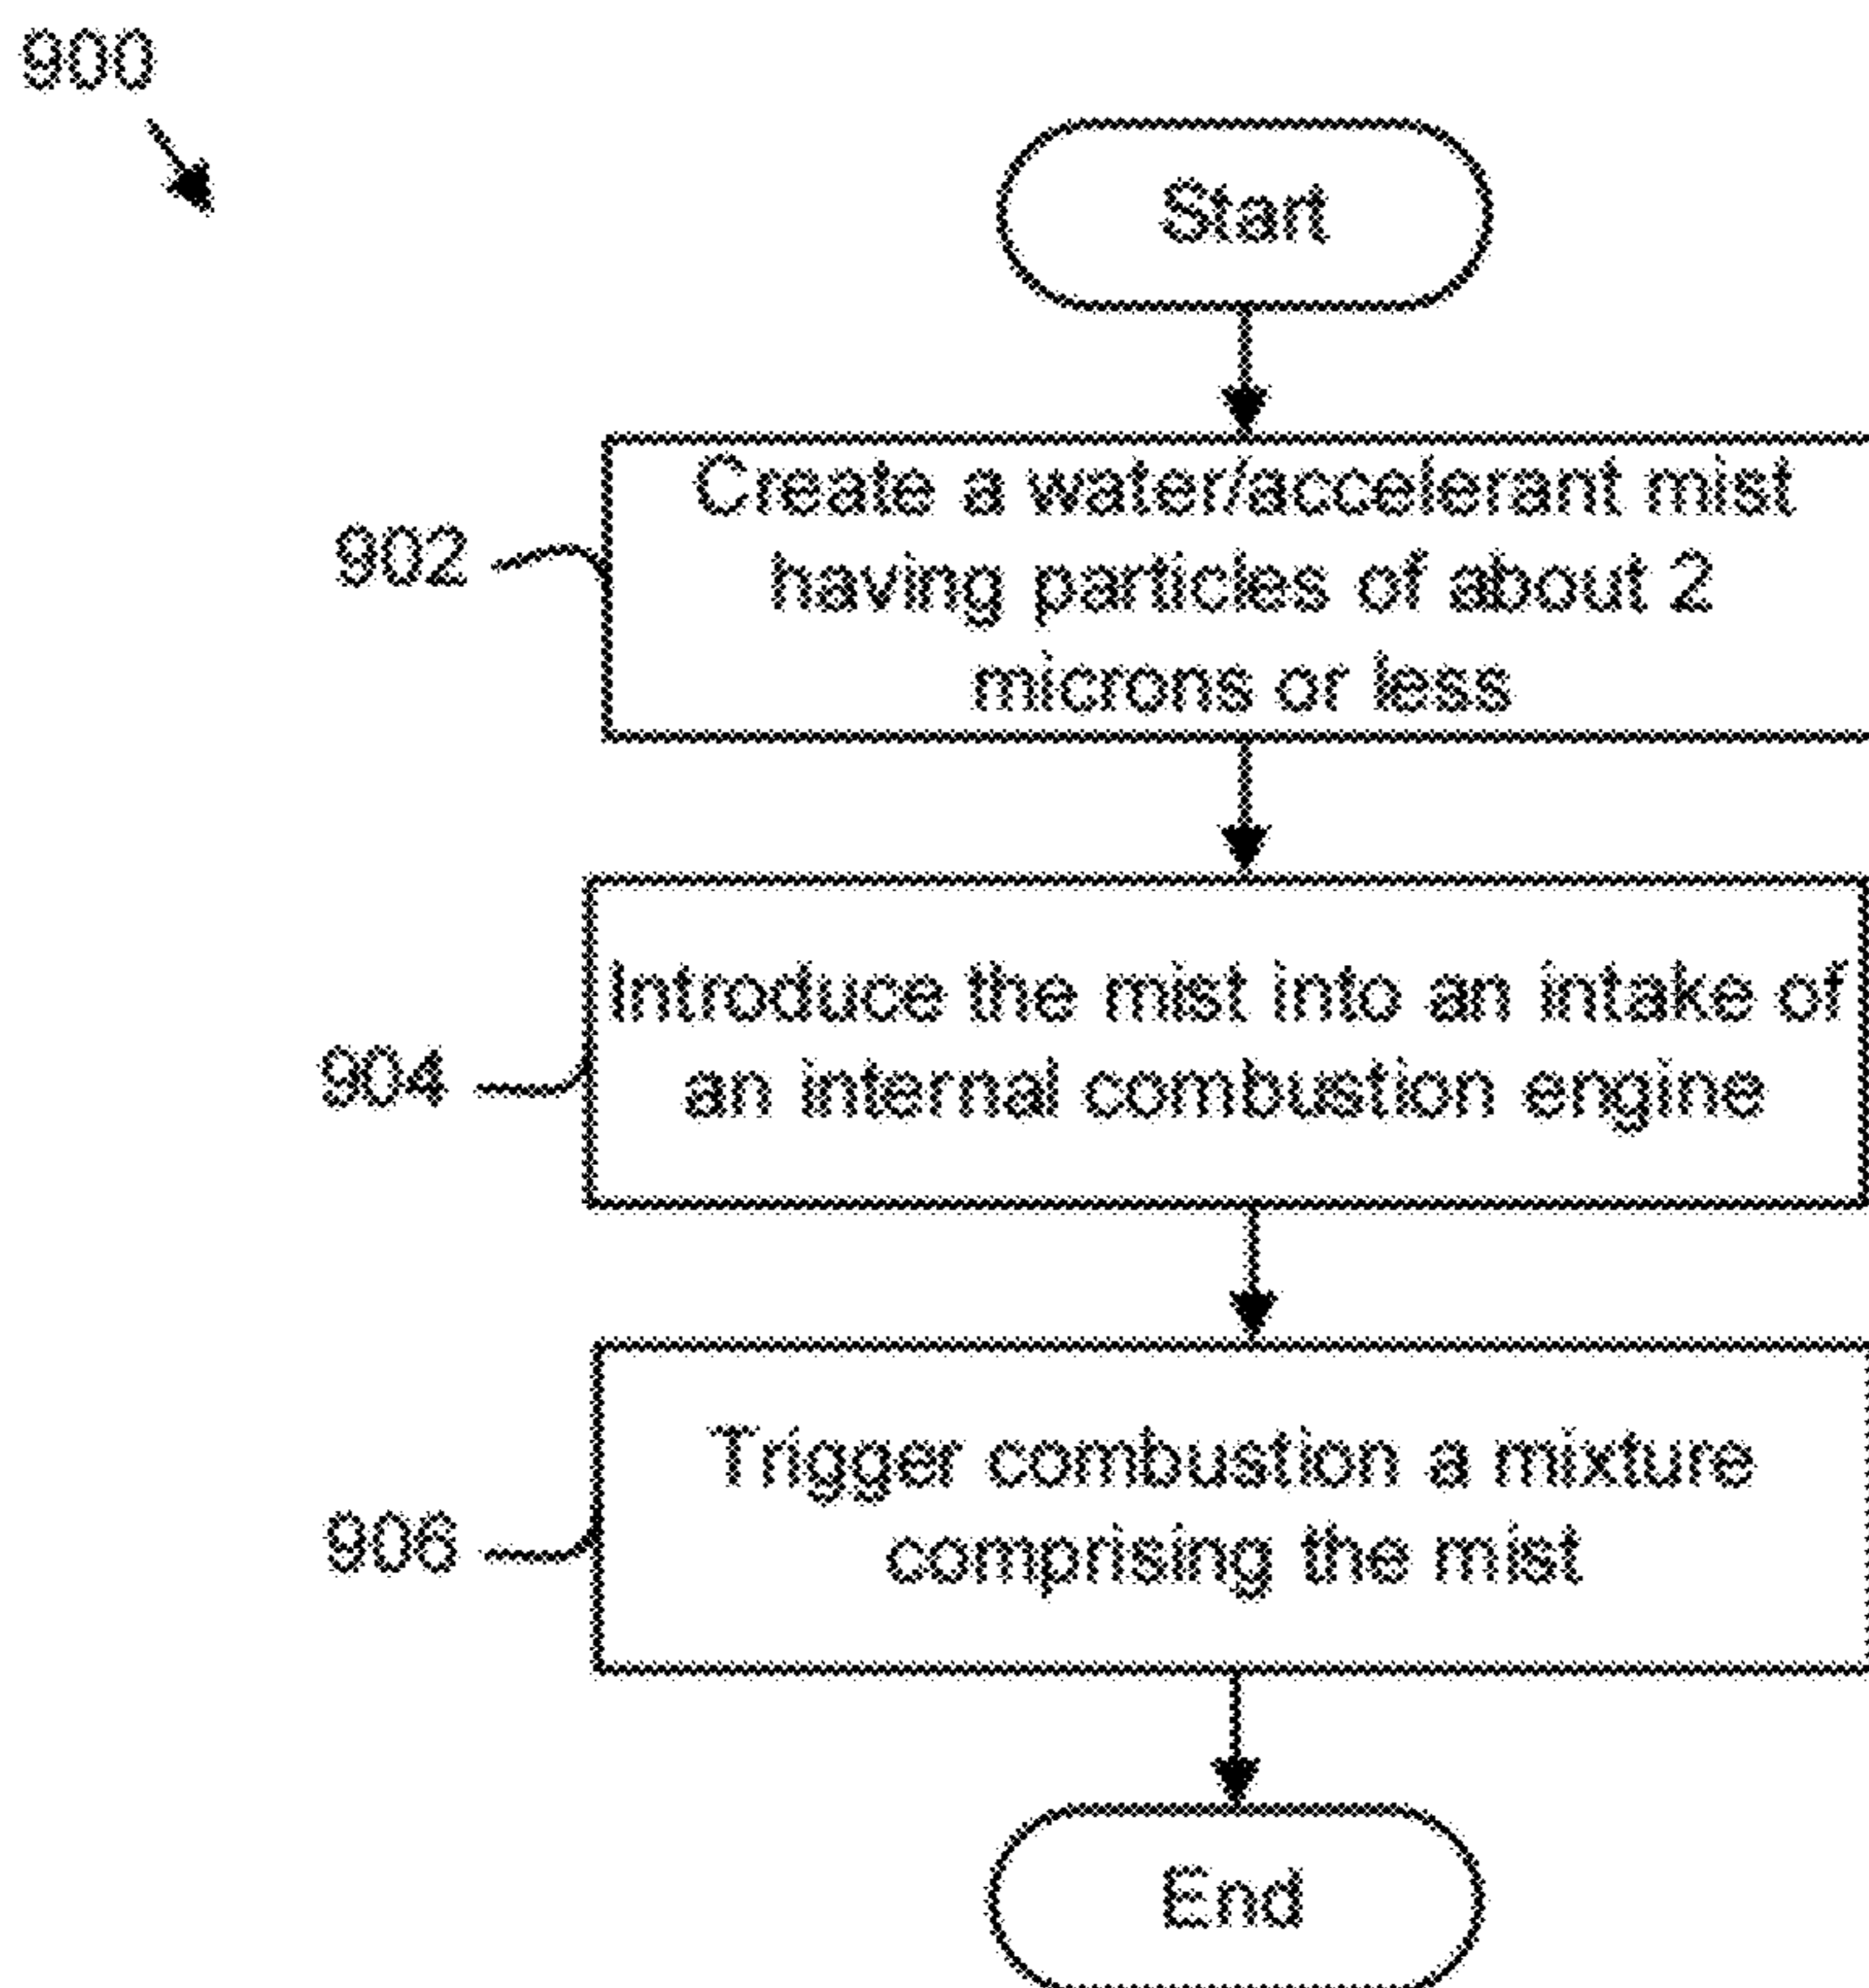 900
Start
902
Create a water/accelerant mist
having particles of about 2
microns or less
904
Introduce the mist into an intake of
an internal combustion engine
906
Trigger combustion a mixture
comprising the mist
End